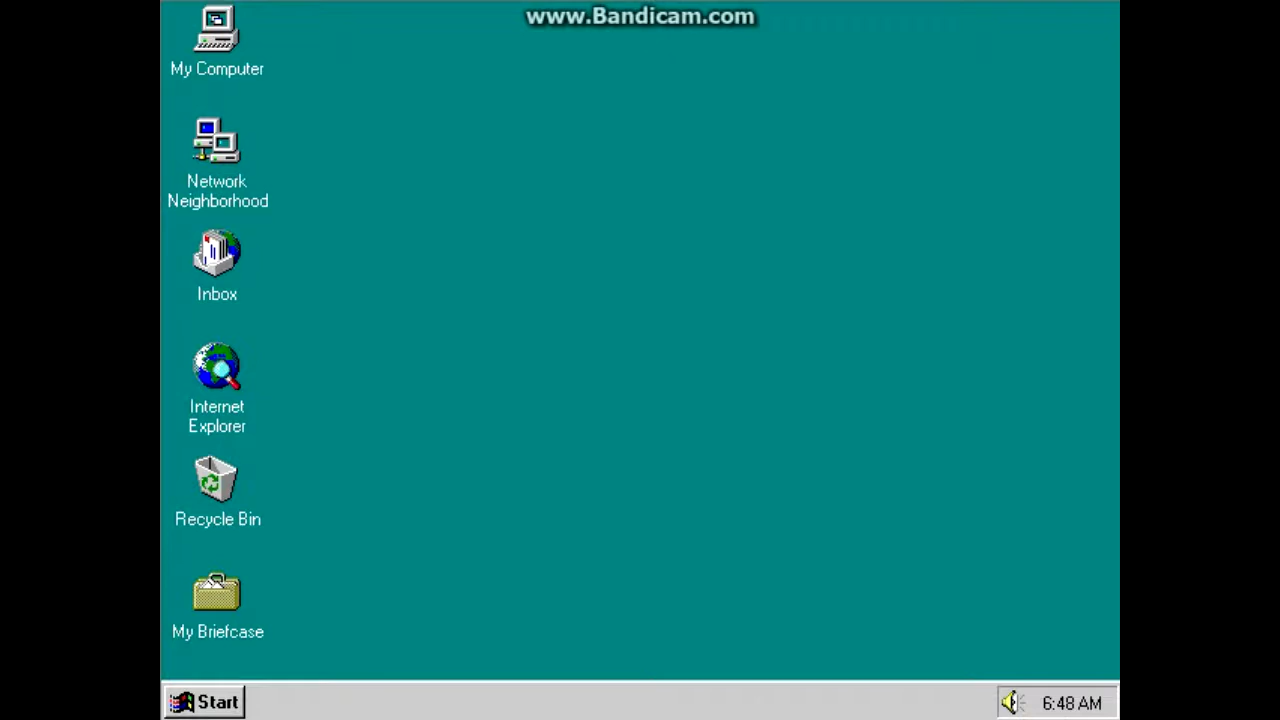 www.Bandicam.com
My Computer
Network
Neighborhood
Inbox
Internet
Explorer
Recycle Bin
My Briefcase
Start
6:48 AM